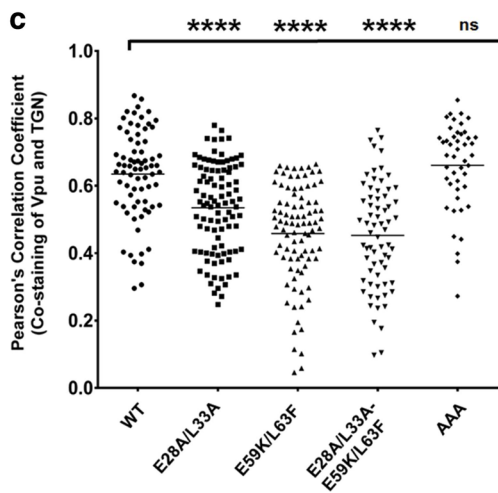 c
**** **** **** ns
Pearson's Correlation Coefficient
(Co-staining of Vpu and TGN)
1.0
0.8
0.6
0.4
0.2
0.0
WT
E28A/L33A
E59K/L63F
E28A/L33A-
E59K/L63F
AAA